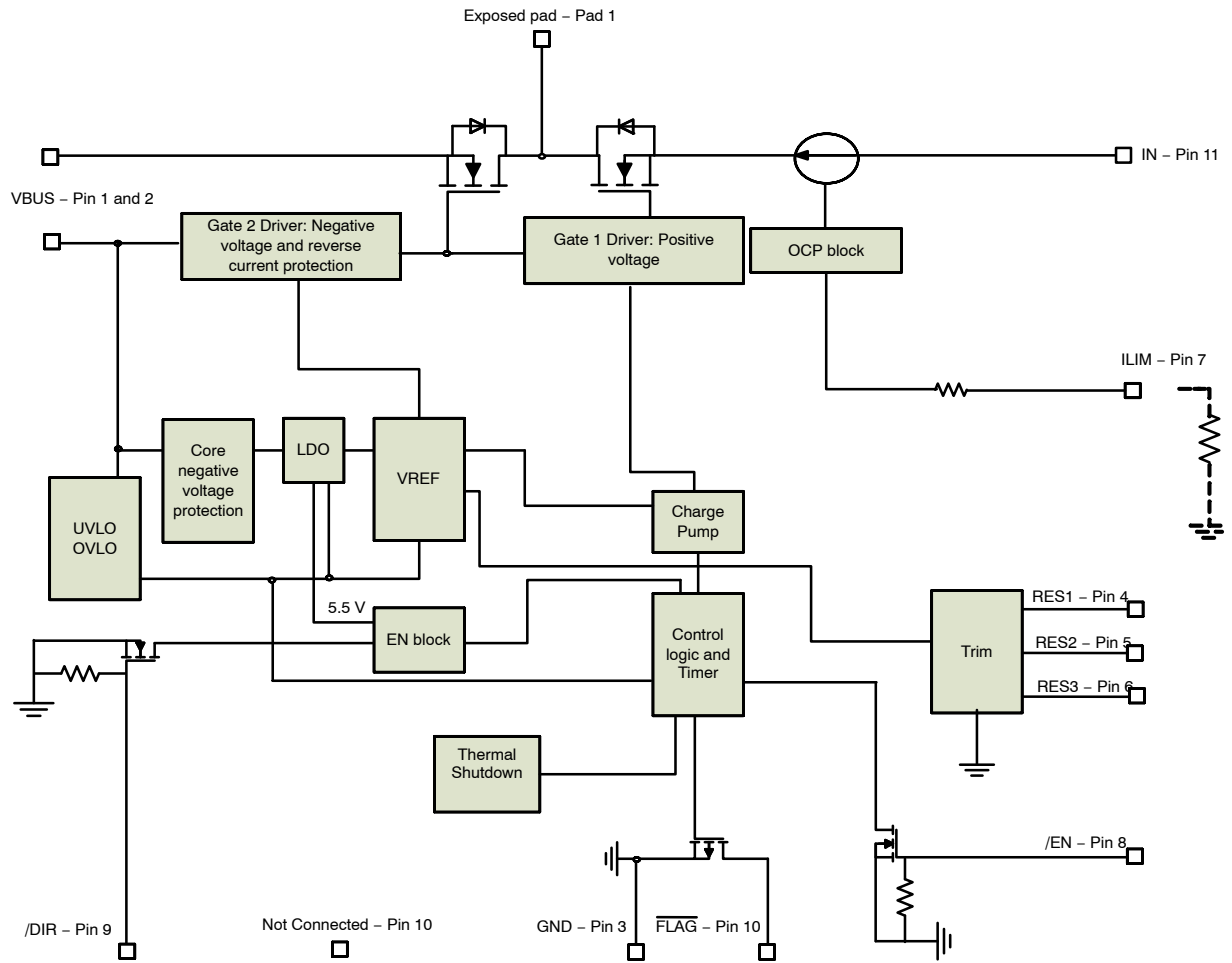 Exposed pad – Pad 1
IN – Pin 11
VBUS – Pin 1 and 2
Gate 2 Driver: Negative
voltage and reverse
current protection
Gate 1 Driver: Positive
voltage
OCP block
ILIM – Pin 7
Core
negative
voltage
protection
LDO
VREF
UVLO
OVLO
Charge
Pump
5.5 V
EN block
Control
logic and
Timer
Trim
RES1 – Pin 4
RES2 – Pin 5
RES3 – Pin 6
Thermal
Shutdown
/EN – Pin 8
/DIR – Pin 9
Not Connected – Pin 10
GND – Pin 3
FLAG – Pin 10